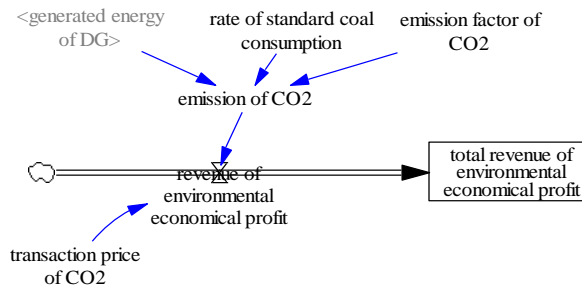 <generated energy
of DG>
rate of standard coal
consumption
emission factor of
CO2
emission of CO2
revenue of
environmental
economical profit
total revenue of
environmental
economical profit
transaction price
of CO2